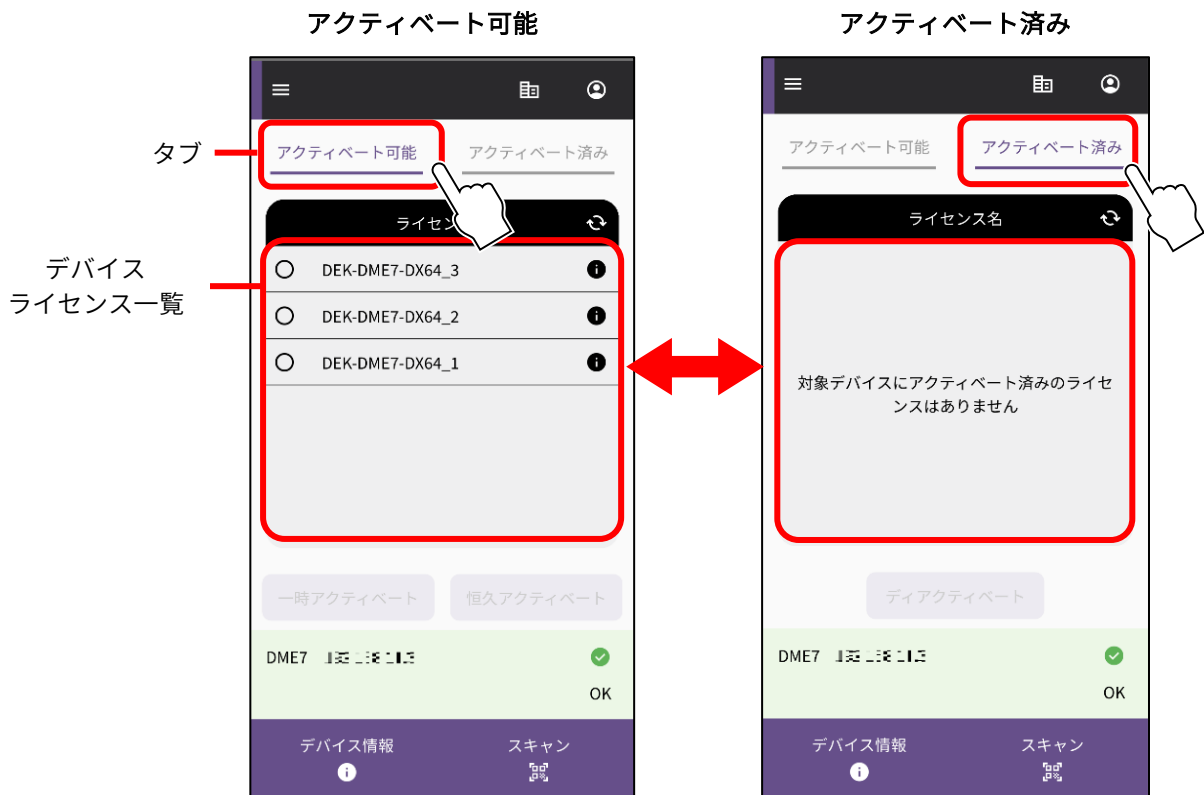 アクティベート可能
アクティベート済み
タブ
アクティベート可能
アクティベート済み
デバイス
ライセンス一覧
DEK-DME7-DX64_3
DEK-DME7-DX64_2
DEK-DME7-DX64_1
一時アクティベート
恒久アクティベート
DME7
OK
デバイス情報
スキャン
アクティベート可能
アクティベート済み
ライセンス名
対象デバイスにアクティベート済みのライセ
ンスはありません
ディアクティベート
DME7
OK
デバイス情報
スキャン